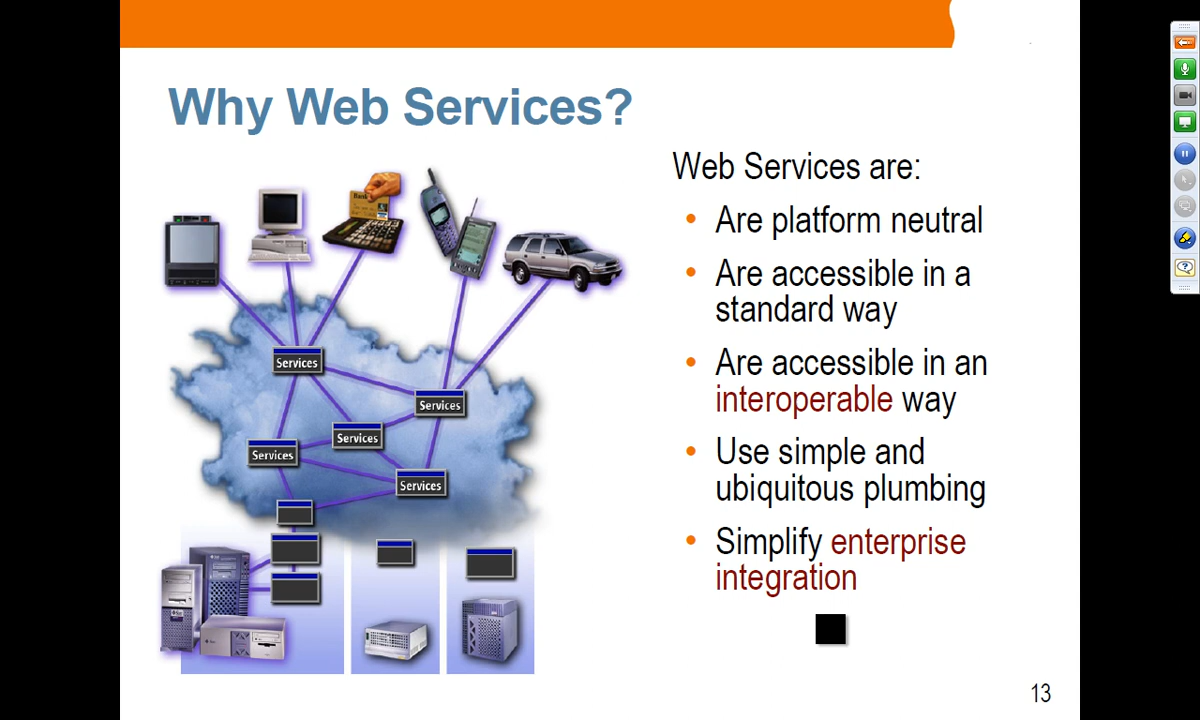 Why Web Services?
Web Services are:
• Are platform neutral
• Are accessible in a
standard way
• Are accessible in an
interoperable way
• Use simple and
ubiquitous plumbing
• Simplify enterprise
integration
Services
Services
Services
Services
Services
13